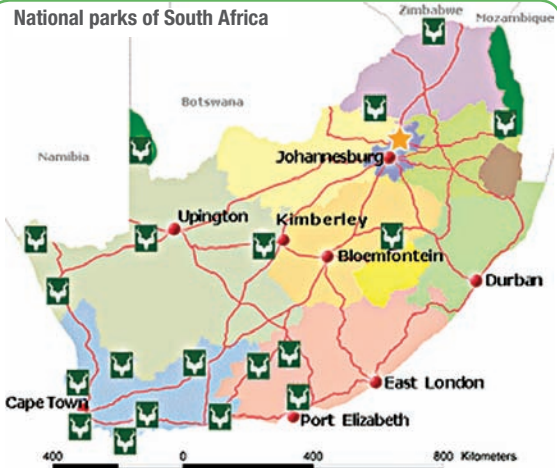 National parks of South Africa
Zimbabwe
Mozambique
Botswana
Namibia
Johannesburg
Upington
Kimberley
Bloemfontein
Durban
East London
Cape Town
Port Elizabeth
400 0 400 800 Kilometers